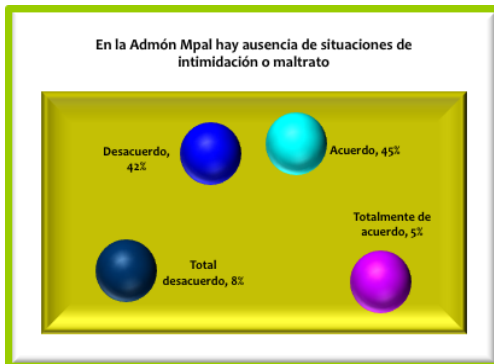 En la Admón Mpal hay ausencia de situaciones de
intimidación o maltrato
Desacuerdo,
42%
Acuerdo, 45%
Totalmente de
acuerdo, 5%
Total
desacuerdo, 8%